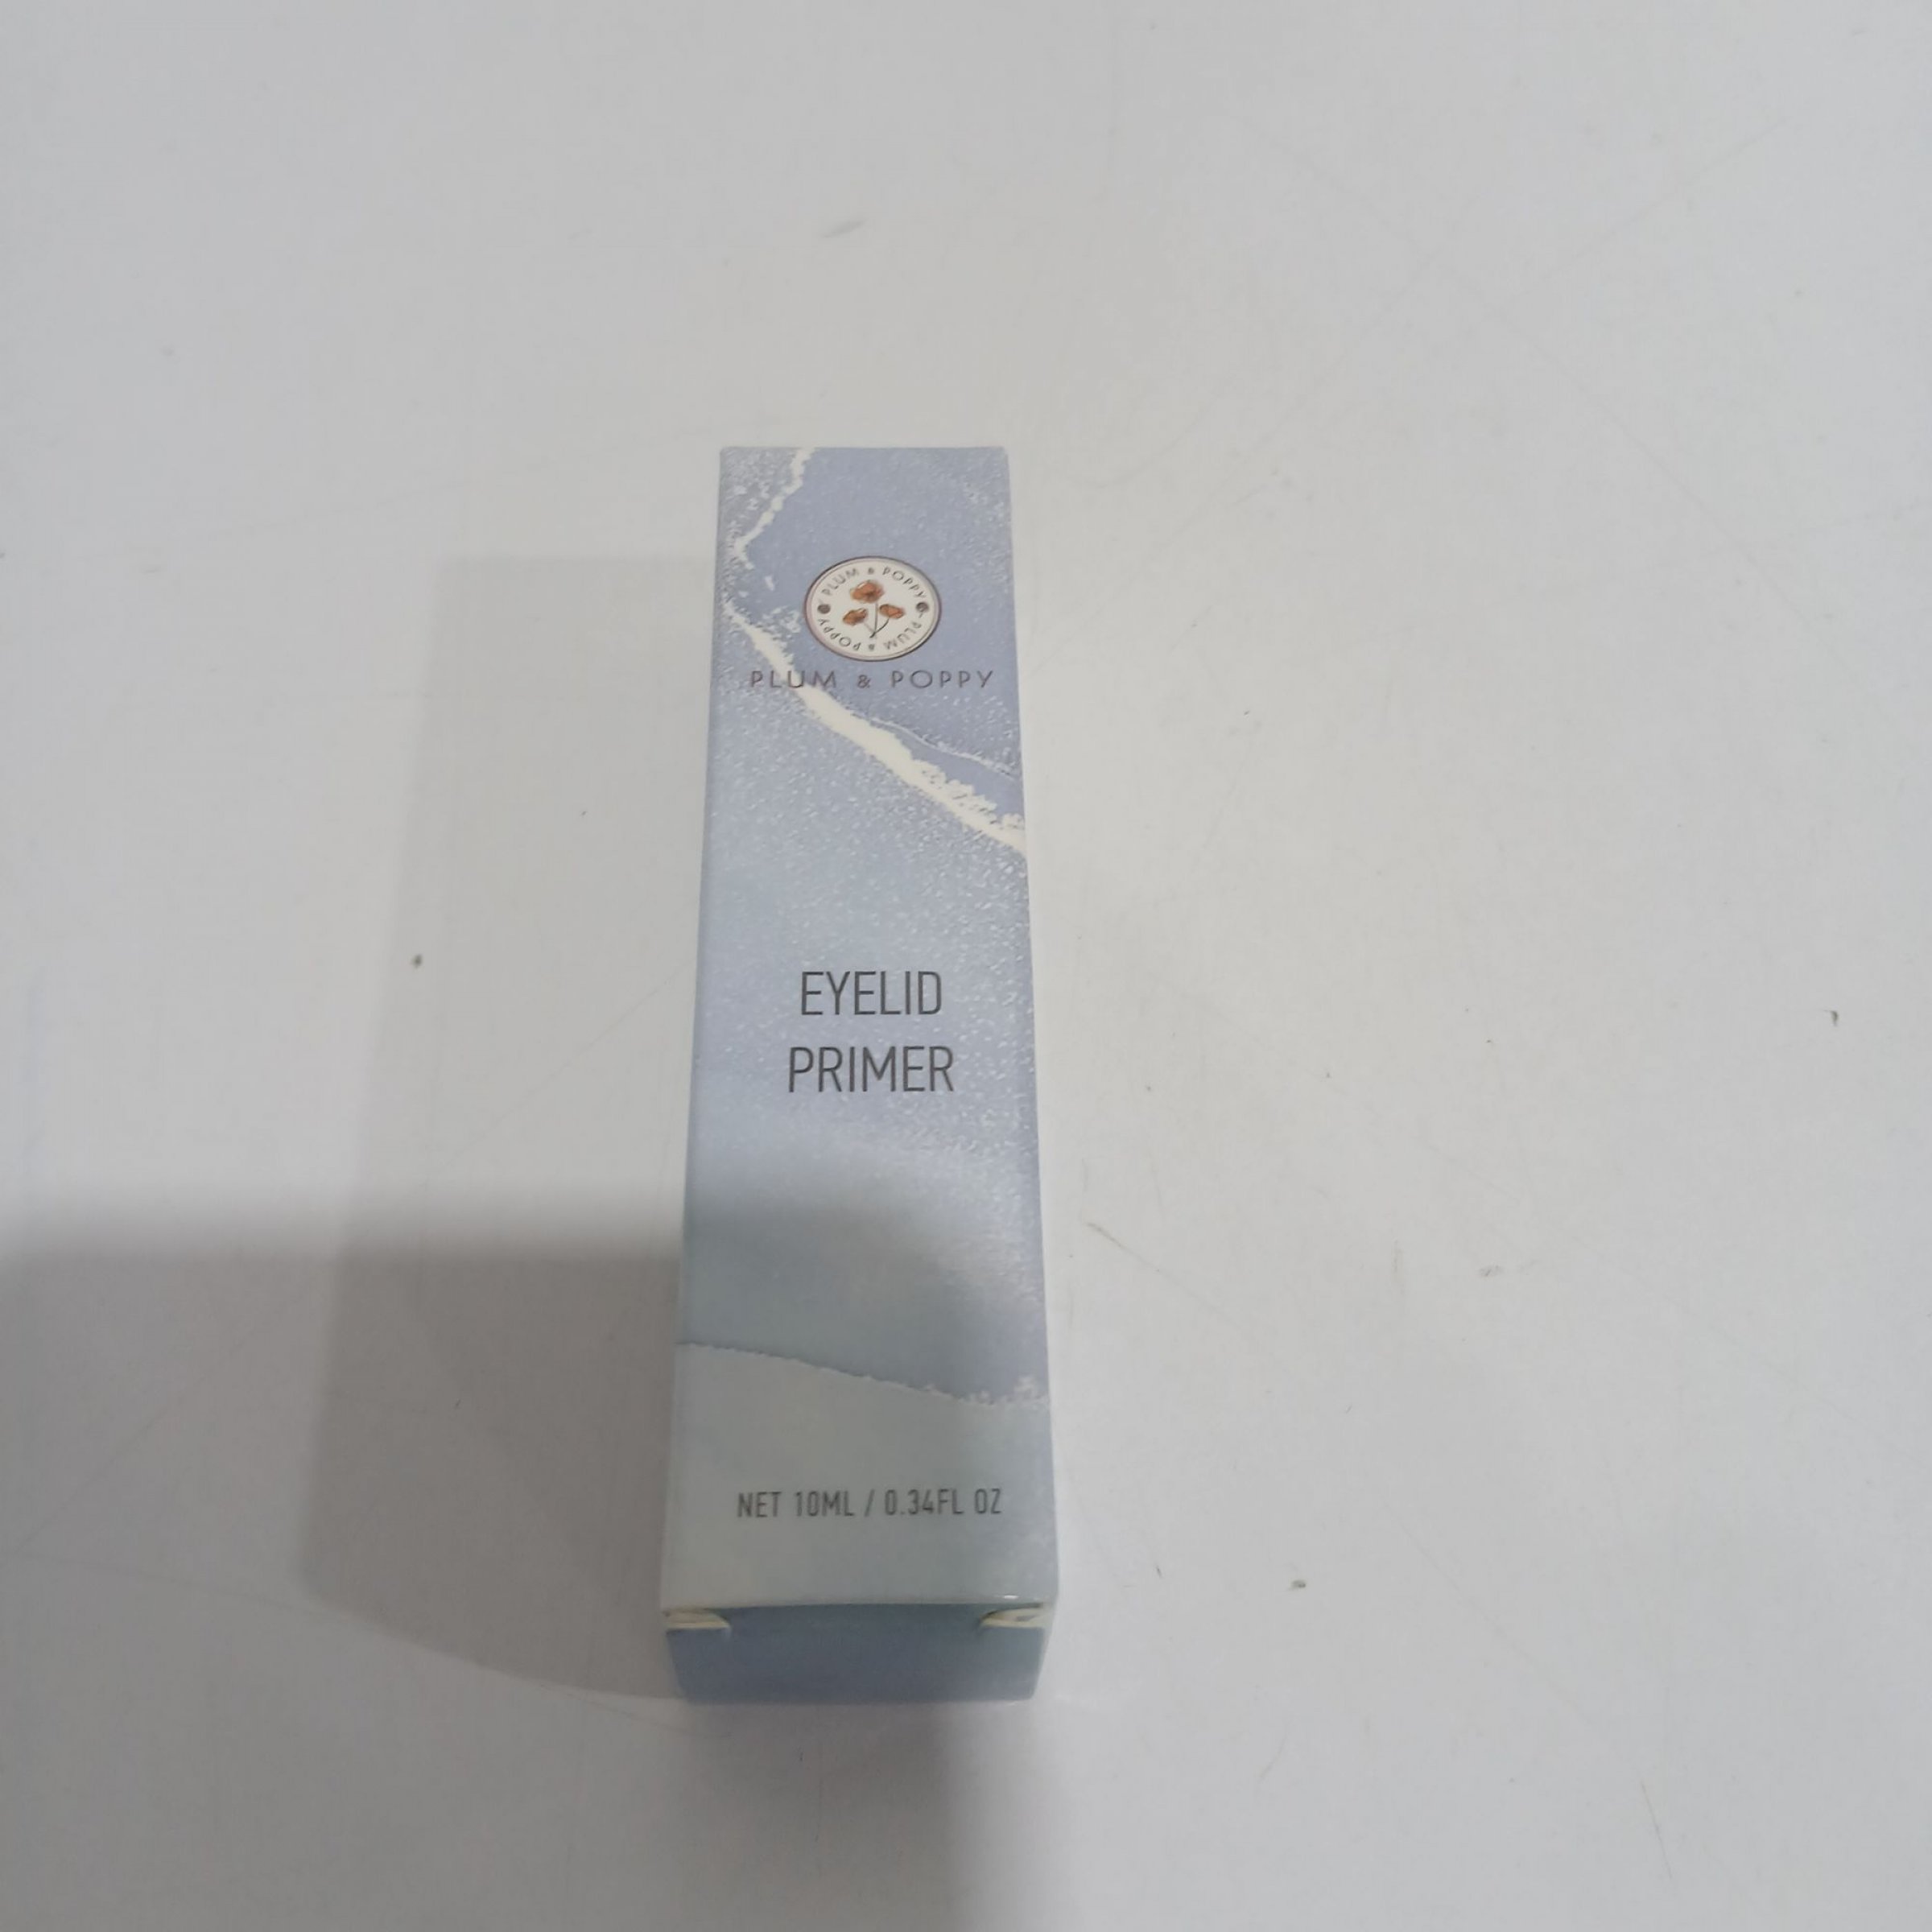 PLUM & POPPY
PLUM & POPPY
PLUM & POPPY
EYELID
PRIMER
NET 10ML / 0.34FL OZ